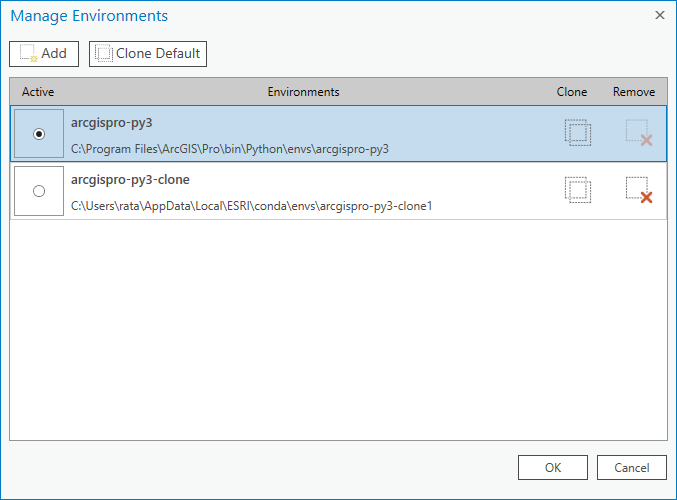 Manage Environments
Add
Clone Default
Active Environments Clone Remove
arcgispro-py3
C:\Program Files\ArcGIS\Pro\bin\Python\envs\arcgispro-py3
arcgispro-py3-clone
C:\Users\rata\AppData\Local\ESRI\conda\envs\arcgispro-py3-clone1
OK
Cancel